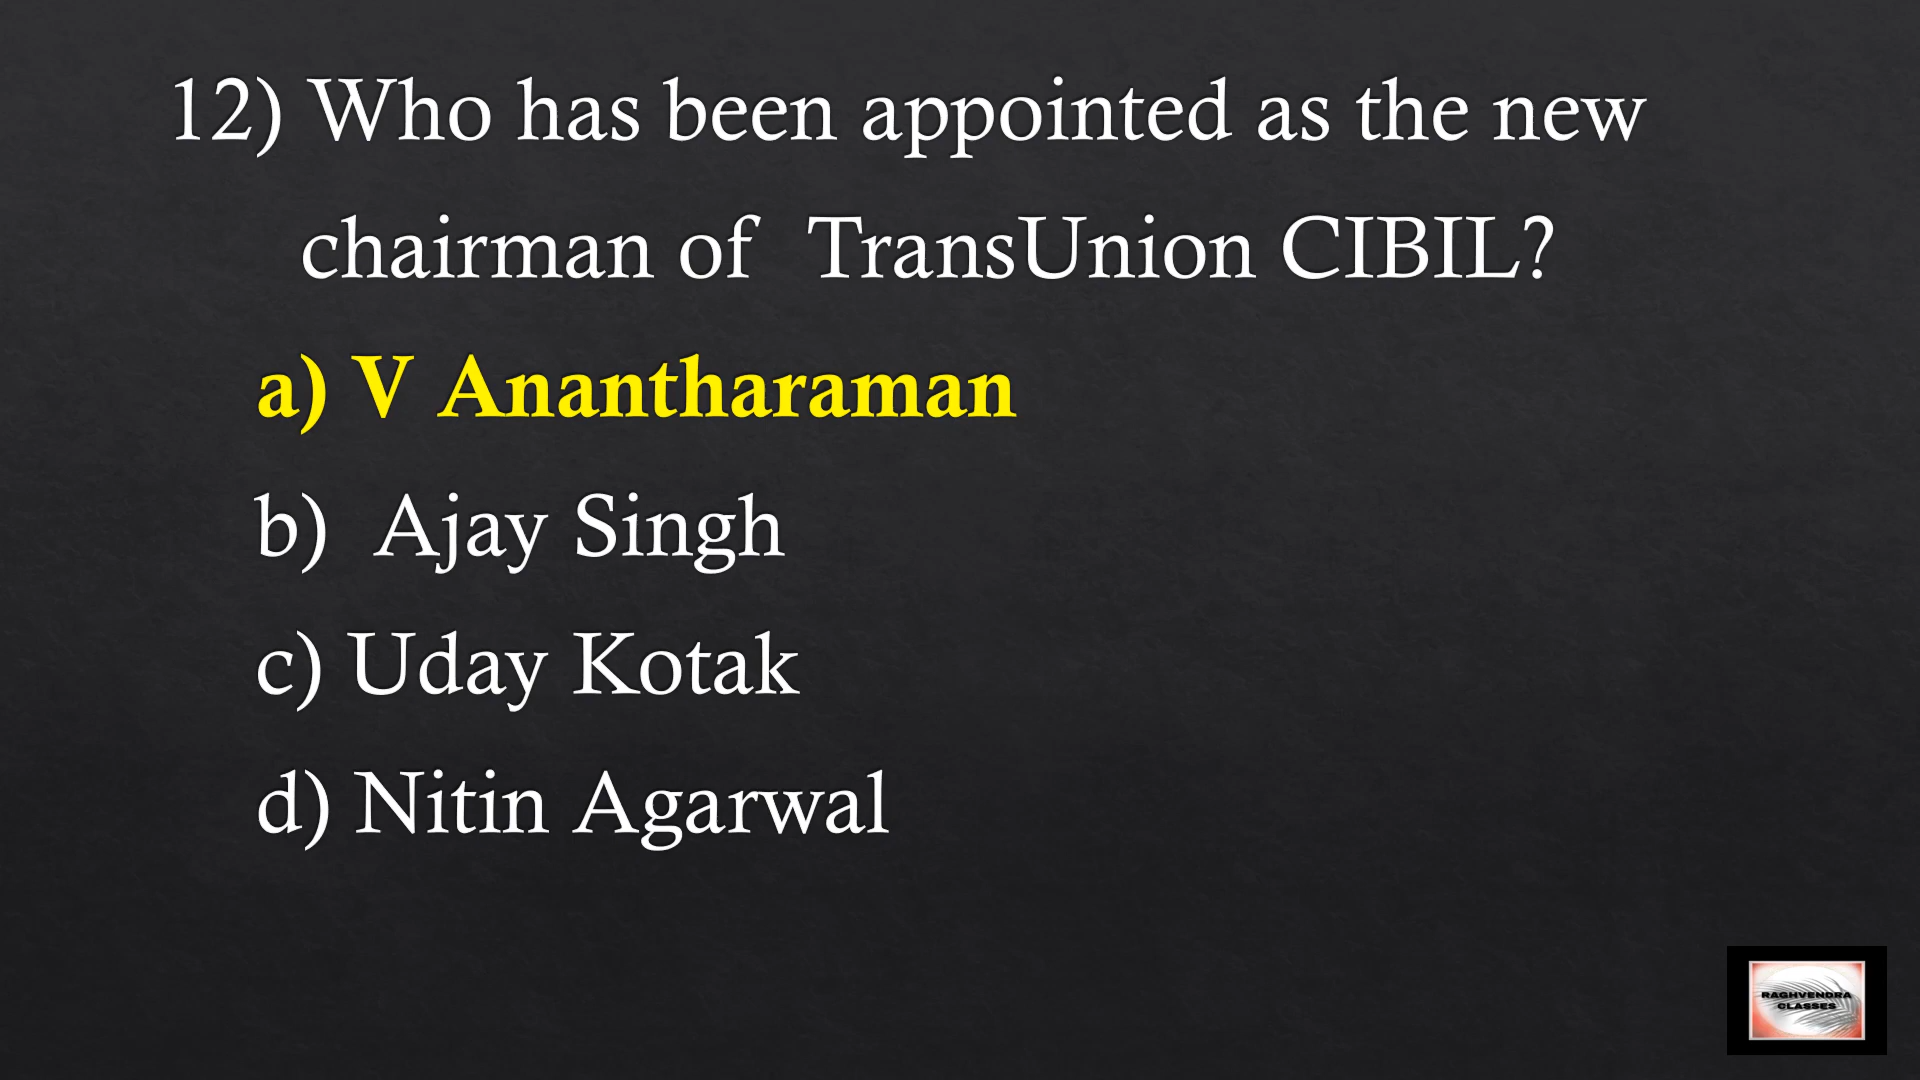 12) Who has been appointed as the new
chairman of TransUnion CIBIL?
a) V Anantharaman
b) Ajay Singh
c) Uday Kotak
d) Nitin Agarwal
RAGHVENDRA
CLASSES